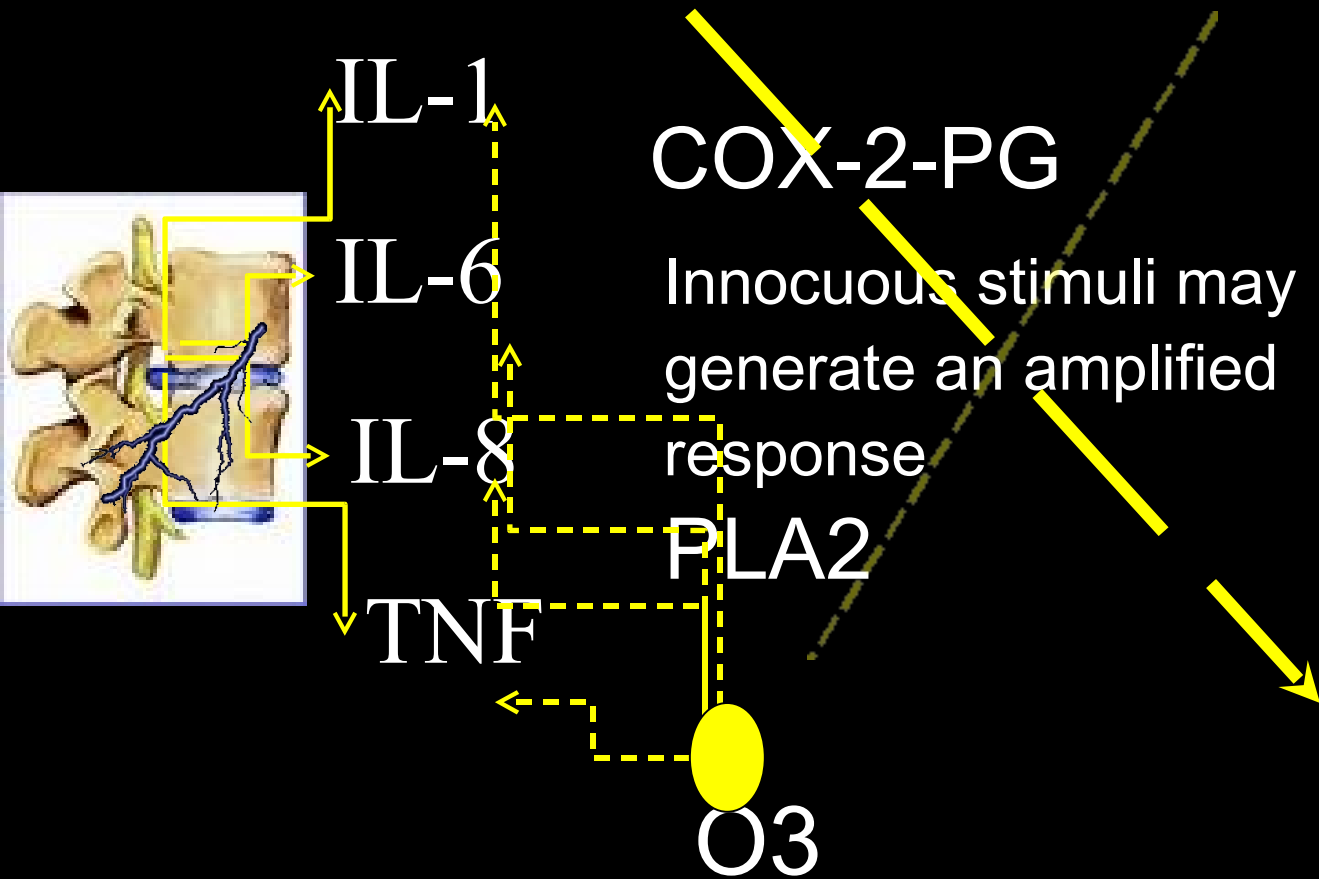 IL-1
IL-6
IL-8
TNF
COX-2-PG
Innocuous stimuli may
generate an amplified
response
PLA2
O3